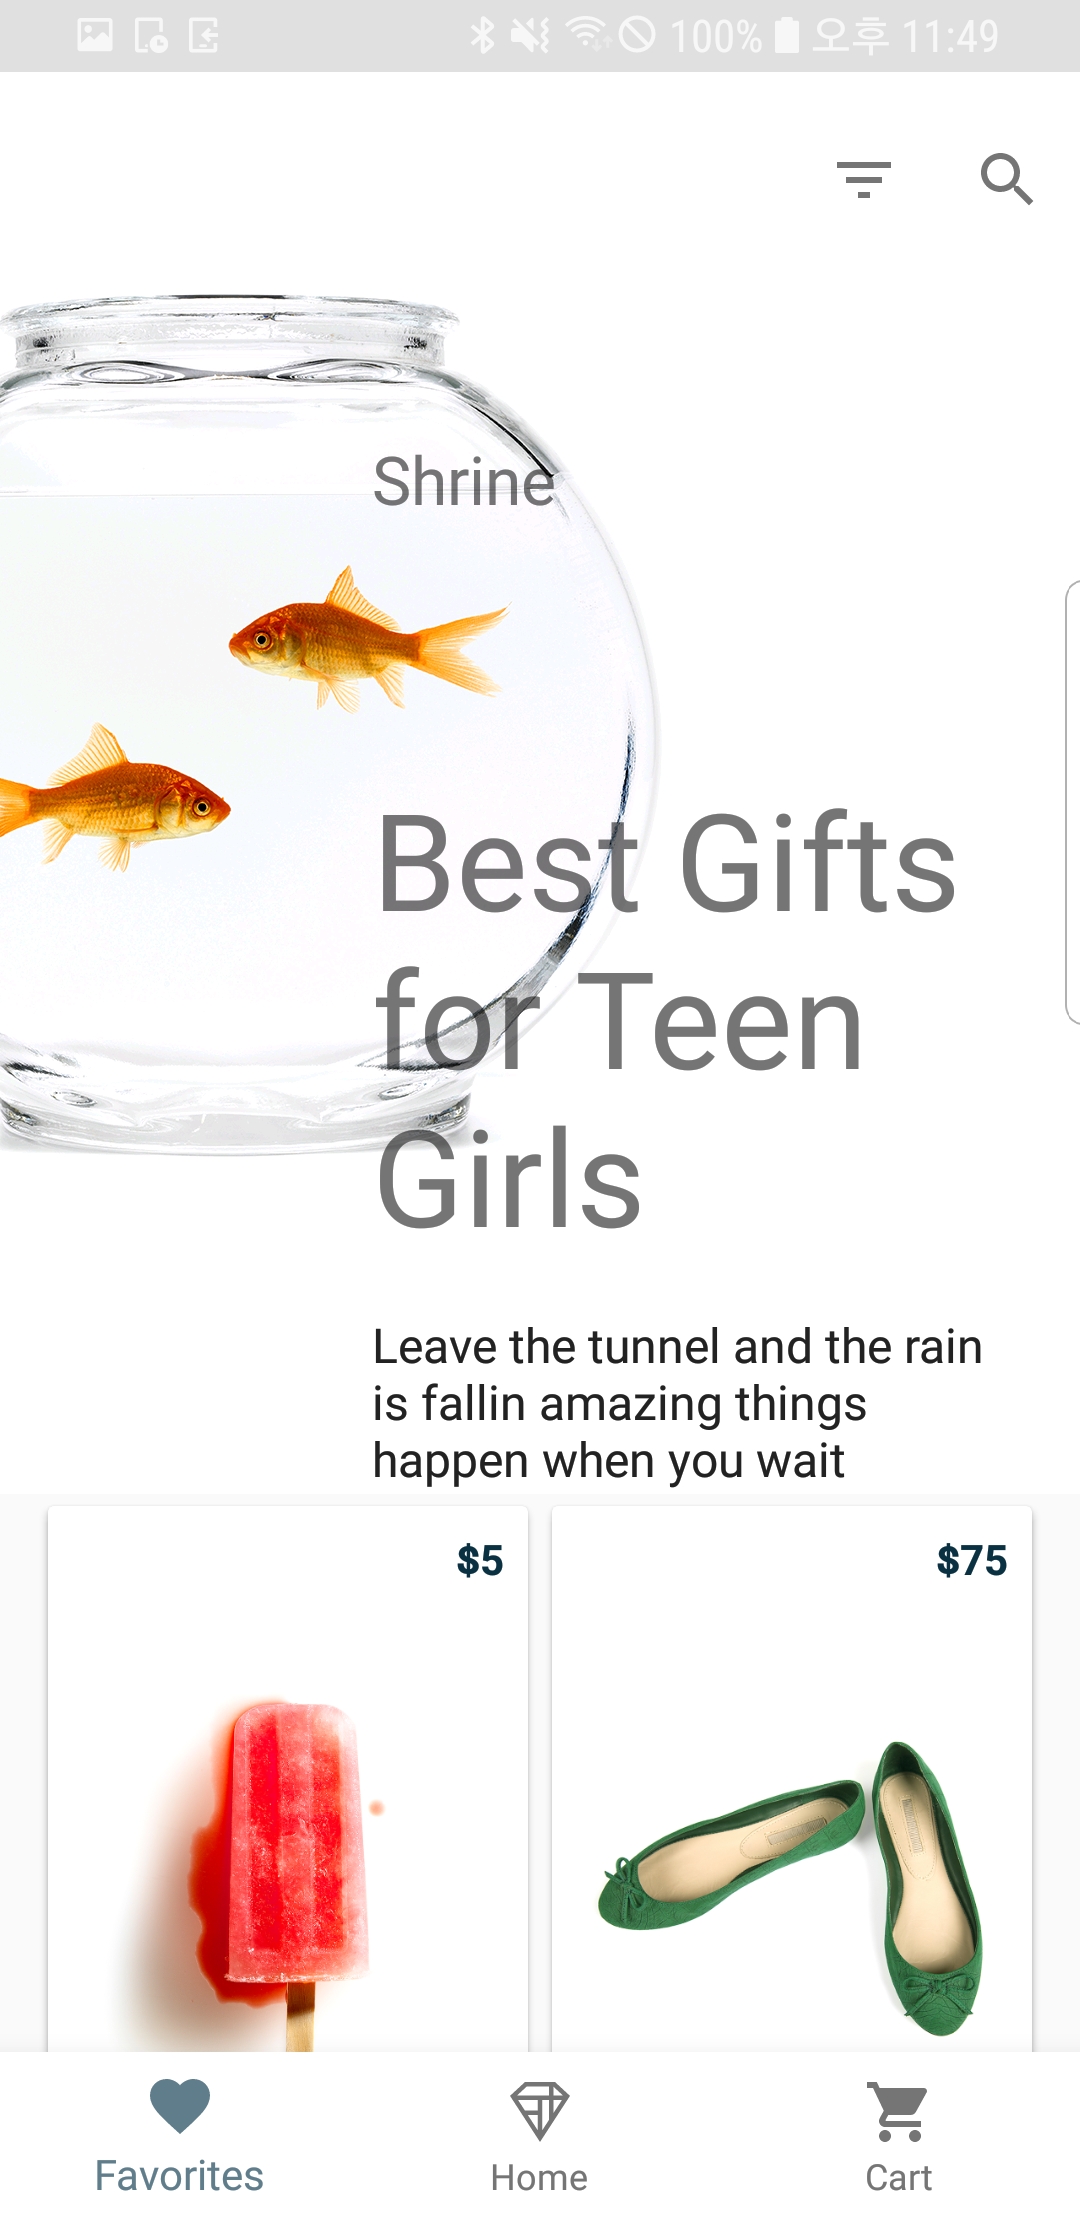 100% 오후 11:49
Shrine
Best Gifts
for Teen
Girls
Leave the tunnel and the rain
is fallin amazing things
happen when you wait
$5
$75
Favorites
Home
Cart